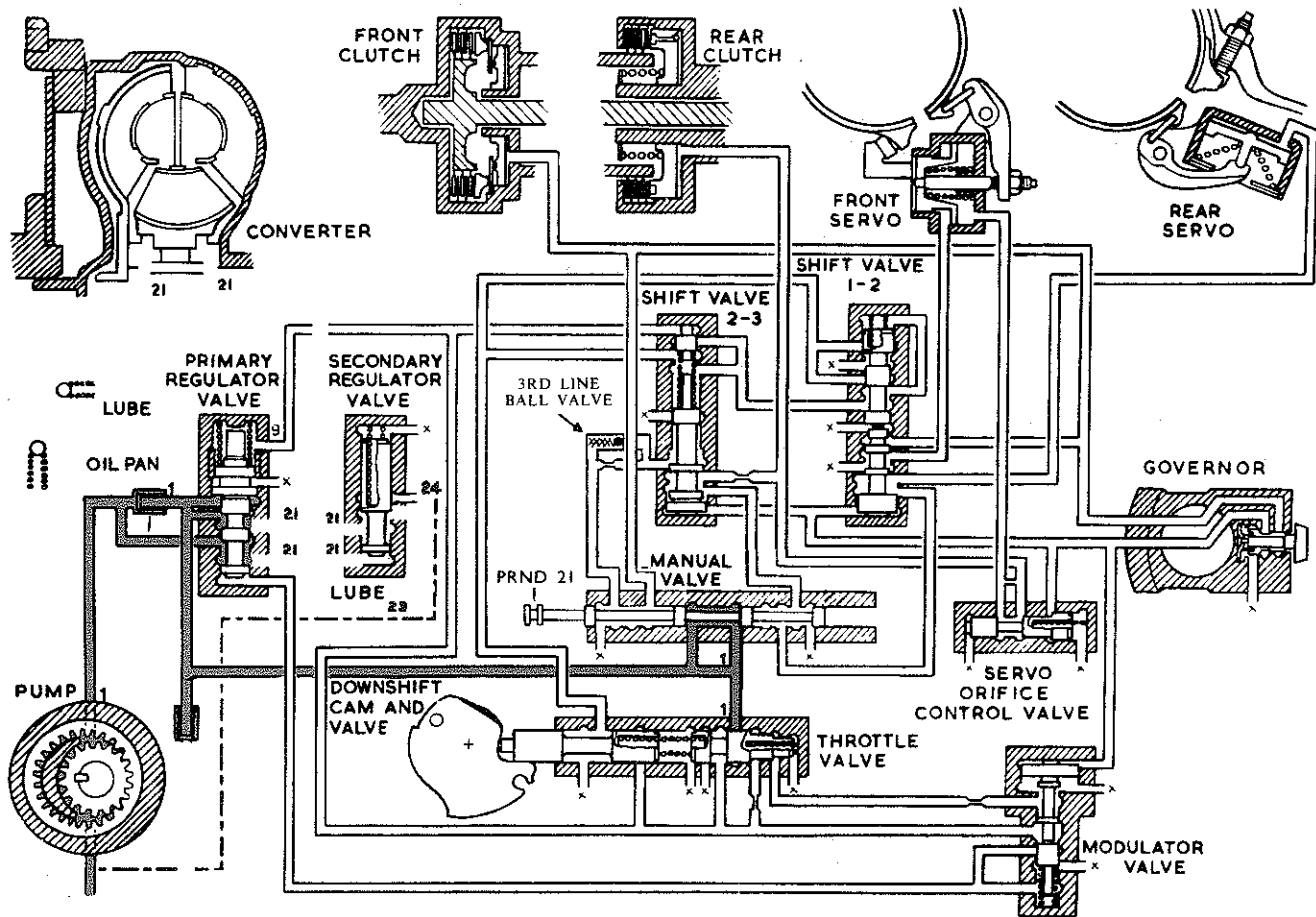 FRONT
CLUTCH
REAR
CLUTCH
CONVERTER
21
21
FRONT
SERVO
REAR
SERVO
SHIFT VALVE
1-2
SHIFT VALVE
2-3
PRIMARY
REGULATOR
VALVE
SECONDARY
REGULATOR
VALVE
LUBE
3RD LINE
BALL VALVE
9
x
x
x
x
x
x
x
OIL PAN
1
x
24
21
21
21
21
GOVERNOR
x
MANUAL
VALVE
PRND 21
LUBE
23
x
x
x
x
1
SERVO
ORIFICE
CONTROL VALVE
PUMP
1
DOWNSHIFT
CAM AND
VALVE
1
THROTTLE
VALVE
x
x
x
x
x
MODULATOR
VALVE
x